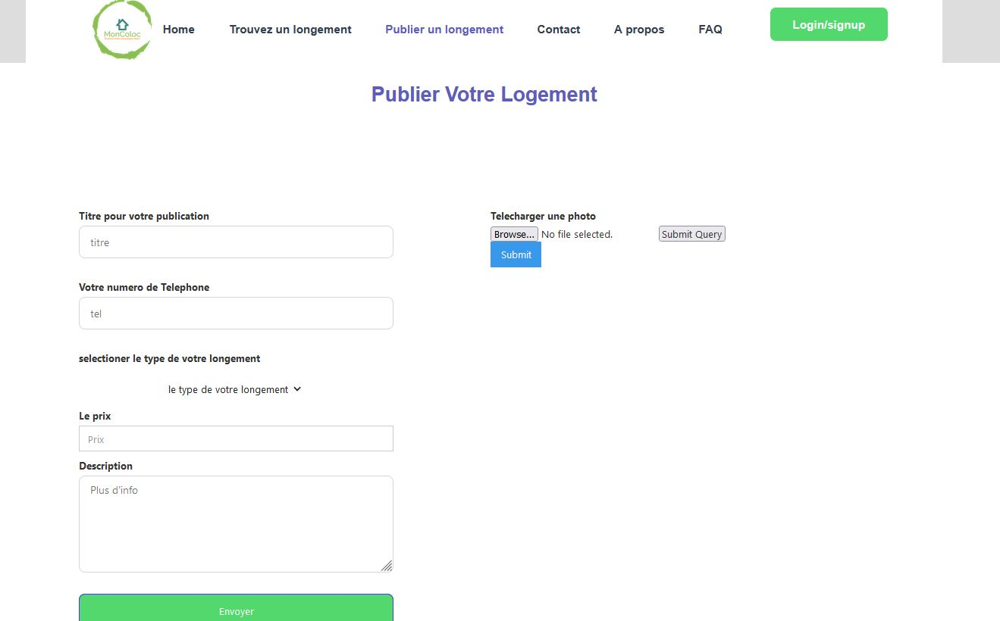 MonColoc
Home
Trouvez un longement
Publier un longement
Contact
A propos
FAQ
Login/signup
Publier Votre Logement
Titre pour votre publication
titre
Votre numero de Telephone
tel
selectioner le type de votre longement
le type de votre longement
Le prix
Prix
Description
Plus d'info
Envoyer
Telecharger une photo
Browse... No file selected.
Submit Query
Submit